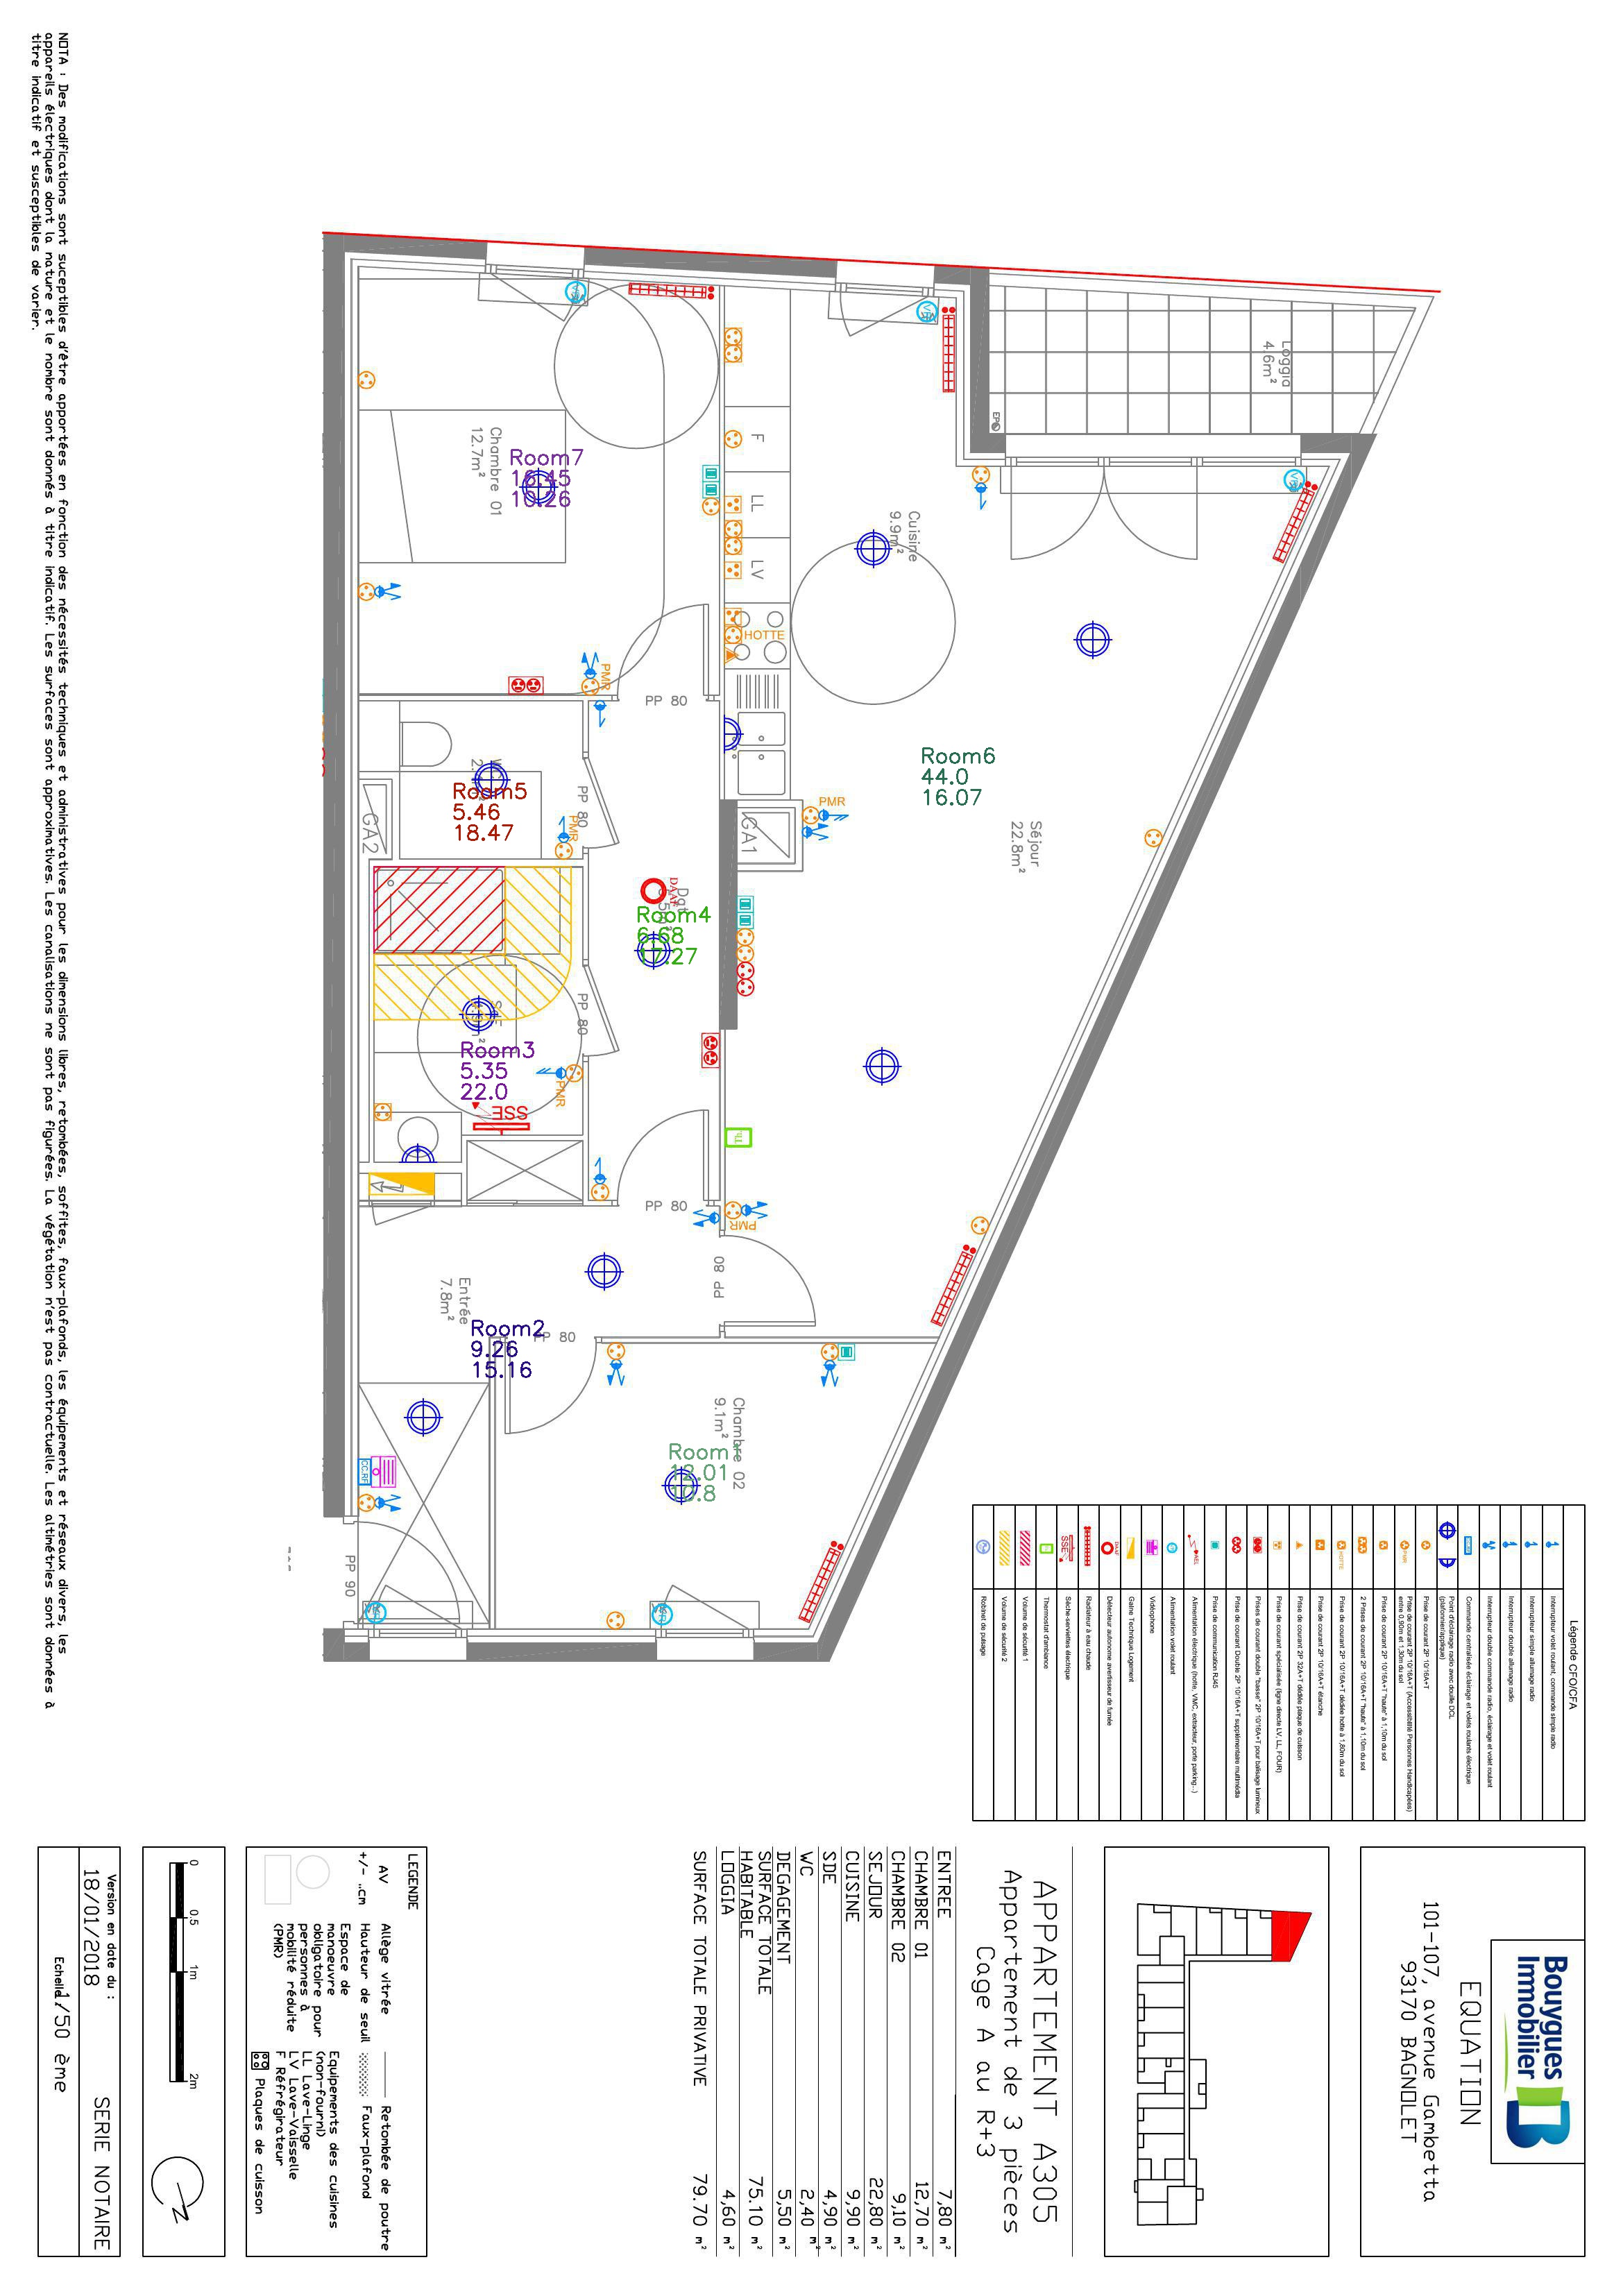 NOTA : Des modifications sont succeptibles d'être apportées en fonction des nécessités techniques et administratives pour les dimensions libres, retombées, soffites, faux-plafonds, les équipements et réseaux divers, les
appareils électriques dont la nature et le nombre sont donnés à titre indicatif. Les surfaces sont approximatives. Les canalisations ne sont pas figurées. La végétation n'est pas contractuelle. Les altimétries sont données à
titre indicatif et susceptibles de varier.
Loggia
4.6m²
EP
Chambre 01
12.7m²
Room7
10.26
F
LL
LV
HOTTE
Cuisine
9.9m²
PMR
PP 80
Room6
44.0
16.07
Séjour
22.8m²
PMR
GA1
Room5
5.46
18.47
GA2
PP 80
PMR
DAAF
Room4
6.68
17.27
PP 80
Room3
5.35
22.0
PMR
SSE
PP 80
PMR
PP 80
Entrée
7.8m²
Room2
9.26
15.16
PP 80
Chambre 02
9.1m²
Room1
12.01
10.8
PP 90
Légende CFO/CFA
Interrupteur volet roulant, commande simple radio
Interrupteur simple allumage radio
Interrupteur double allumage radio
Interrupteur double commande radio, éclairage et volet roulant
Commande centralisée éclairage et volets roulants électrique
Point d'éclairage radio avec douille DCL
(plafonnier/applique)
Prise de courant 2P 10/16A+T
Prise de courant 2P 10/16A+T (Accessibilité Personnes Handicapées)
entre 0,90m et 1,30m du sol
Prise de courant 2P 10/16A+T "haute" à 1,10m du sol
2 Prises de courant 2P 10/16A+T "haute" à 1,10m du sol
Prise de courant 2P 10/16A+T dédiée hotte à 1,80m du sol
Prise de courant 2P 10/16A+T étanche
Prise de courant 2P 32A+T dédiée plaque de cuisson
Prise de courant spécialisée (ligne directe LV, LL, FOUR)
Prises de courant double "basse" 2P 10/16A+T pour balisage lumineux
Prise de courant Double 2P 10/16A+T supplémentaire multimédia
Prise de communication RJ45
Alimentation électrique (hotte, VMC, extracteur, porte parking...)
Alimentation volet roulant
Vidéophone
Gaine Technique Logement
Détecteur autonome avertisseur de fumée
Radiateur à eau chaude
Sèche-serviettes électrique
Thermostat d'ambiance
Volume de sécurité 1
Volume de sécurité 2
Robinet de puisage
Bouygues
Immobilier
EQUATION
101-107, avenue Gambetta
93170 BAGNOLET
APPARTEMENT A305
Appartement de 3 pièces
Cage A au R+3
ENTREE 7,80 m²
CHAMBRE 01 12,70 m²
CHAMBRE 02 9,10 m²
SEJOUR 22,80 m²
CUISINE 9,90 m²
SDE 4,90 m²
WC 2,40 m²
DEGAGEMENT 5,50 m²
SURFACE TOTALE
HABITABLE 75.10 m²
LOGGIA 4,60 m²
SURFACE TOTALE PRIVATIVE 79.70 m²
LEGENDE
AV Allège vitrée
+/- ..cm Hauteur de seuil
Espace de
manoeuvre
obligatoire pour
personnes à
mobilité réduite
(PMR)
Retombée de poutre
Faux-plafond
Equipements des cuisines
(non-fourni)
LL Lave-Linge
LV Lave-Vaisselle
F Réfrigérateur
Plaques de cuisson
0 0,5 1m 2m
Version en date du :
18/01/2018
SERIE NOTAIRE
Echelle 1/50 ème